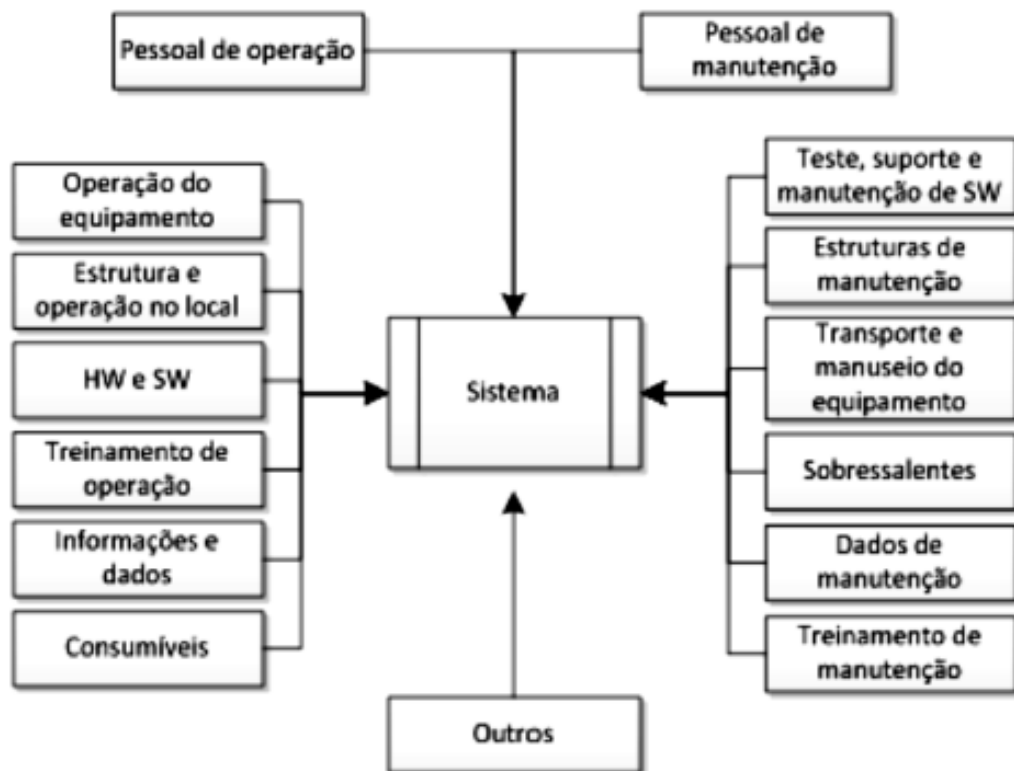 Pessoal de operação
Pessoal de
manutenção
Operação do
equipamento
Estrutura e
operação no local
HW e SW
Treinamento de
operação
Informações e
dados
Consumíveis
Sistema
Teste, suporte e
manutenção de SW
Estruturas de
manutenção
Transporte e
manuseio do
equipamento
Sobressalentes
Dados de
manutenção
Treinamento de
manutenção
Outros